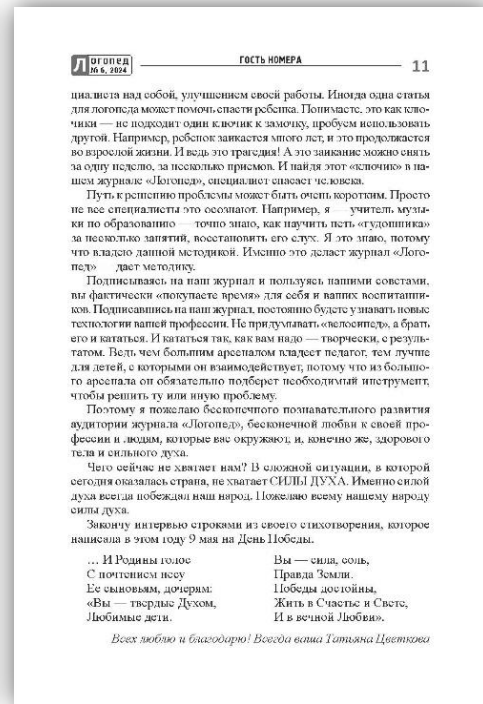 Логопед
№ 6, 2024
ГОСТЬ НОМЕРА
11
циалиста над собой, улучшением своей работы. Иногда одна статья
для логопеда может помочь спасти ребенка. Понимаете, это как клю-
чики — не подходит один ключик к замочку, пробуем использовать
другой. Например, ребенок заикается много лет, и это продолжается
во взрослой жизни. И ведь это трагедия! А это заикание можно снять
за одну неделю, за несколько приемов. И найдя этот «ключик» в на-
шем журнале «Логопед», специалист спасает человека.
Путь к решению проблемы может быть очень коротким. Просто
не все специалисты это осознают. Например, я — учитель музы-
ки по образованию — точно знаю, как научить петь «гудошника»
за несколько занятий, восстановить его слух. Я это знаю, потому
что владею данной методикой. Именно это делает журнал «Лого-
пед» — дает методику.
Подписываясь на наш журнал и пользуясь нашими советами,
вы фактически «покупаете время» для себя и ваших воспитанни-
ков. Подписавшись на наш журнал, постоянно будете узнавать новые
технологии вашей профессии. Не придумывать «велосипед», а брать
его и кататься. И кататься так, как вам надо — творчески, с резуль-
татом. Ведь чем большим арсеналом владеет педагог, тем лучше
для детей, с которыми он взаимодействует, потому что из большо-
го арсенала он обязательно подберет необходимый инструмент,
чтобы решить ту или иную проблему.
Поэтому я пожелаю бесконечного познавательного развития
аудитории журнала «Логопед», бесконечной любви к своей про-
фессии и людям, которые вас окружают, и, конечно же, здорового
тела и сильного духа.
Чего сейчас не хватает нам? В сложной ситуации, в которой
сегодня оказалась страна, не хватает СИЛЫ ДУХА. Именно силой
духа всегда побеждал наш народ. Пожелаю всему нашему народу
силы духа.
Закончу интервью строками из своего стихотворения, которое
написала в этом году 9 мая на День Победы.
… И Родины голос
С почтением несу
Ее сыновьям, дочерям:
«Вы — твердые Духом,
Любимые дети.
Вы — сила, соль,
Правда Земли.
Победы достойны,
Жить в Счастье и Свете,
И в вечной Любви».
Всех люблю и благодарю! Всегда ваша Татьяна Цветкова